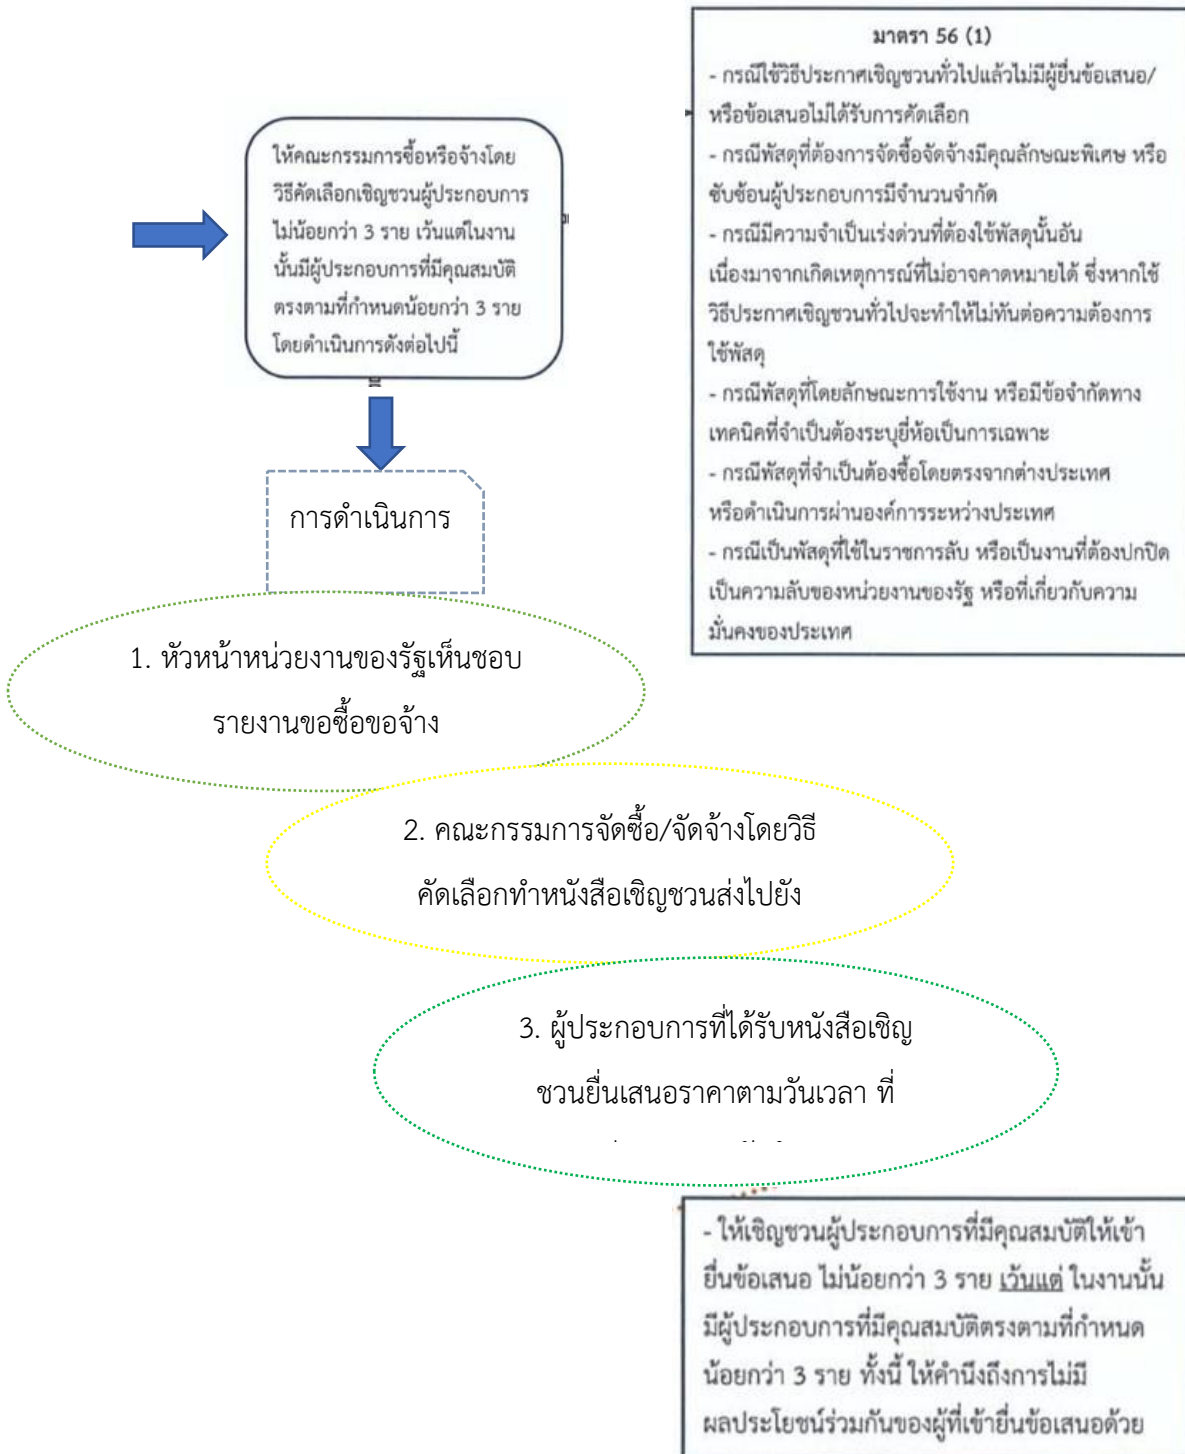 มาตรา 56 (1)
- กรณีใช้วิธีประกาศเชิญชวนทั่วไปแล้วไม่มีผู้ยื่นข้อเสนอ/
หรือข้อเสนอไม่ได้รับการคัดเลือก
- กรณีพัสดุที่ต้องการจัดซื้อจัดจ้างมีคุณลักษณะพิเศษ หรือ
ซับซ้อนผู้ประกอบการมีจำนวนจำกัด
- กรณีมีความจำเป็นเร่งด่วนที่ต้องใช้พัสดุนั้นอัน
เนื่องมาจากเกิดเหตุการณ์ที่ไม่อาจคาดหมายได้ ซึ่งหากใช้
วิธีประกาศเชิญชวนทั่วไปจะทำให้ไม่ทันต่อความต้องการ
ใช้พัสดุ
- กรณีพัสดุที่โดยลักษณะการใช้งาน หรือมีข้อจำกัดทาง
เทคนิคที่จำเป็นต้องระบุยี่ห้อเป็นการเฉพาะ
- กรณีพัสดุที่จำเป็นต้องซื้อโดยตรงจากต่างประเทศ
หรือดำเนินการผ่านองค์การระหว่างประเทศ
- กรณีเป็นพัสดุที่ใช้ในราชการลับ หรือเป็นงานที่ต้องปกปิด
เป็นความลับของหน่วยงานของรัฐ หรือที่เกี่ยวกับความ
มั่นคงของประเทศ
ให้คณะกรรมการซื้อหรือจ้างโดย
วิธีคัดเลือกเชิญชวนผู้ประกอบการ
ไม่น้อยกว่า 3 ราย เว้นแต่ในงาน
นั้นมีผู้ประกอบการที่มีคุณสมบัติ
ตรงตามที่กำหนดน้อยกว่า 3 ราย
โดยดำเนินการดังต่อไปนี้
การดำเนินการ
1. หัวหน้าหน่วยงานของรัฐเห็นชอบ
รายงานขอซื้อขอจ้าง
2. คณะกรรมการจัดซื้อ/จัดจ้างโดยวิธี
คัดเลือกทำหนังสือเชิญชวนส่งไปยัง
3. ผู้ประกอบการที่ได้รับหนังสือเชิญ
ชวนยื่นเสนอราคาตามวันเวลา ที่
- ให้เชิญชวนผู้ประกอบการที่มีคุณสมบัติให้เข้า
ยื่นข้อเสนอ ไม่น้อยกว่า 3 ราย เว้นแต่ ในงานนั้น
มีผู้ประกอบการที่มีคุณสมบัติตรงตามที่กำหนด
น้อยกว่า 3 ราย ทั้งนี้ ให้คำนึงถึงการไม่มี
ผลประโยชน์ร่วมกันของผู้ที่เข้ายื่นข้อเสนอด้วย